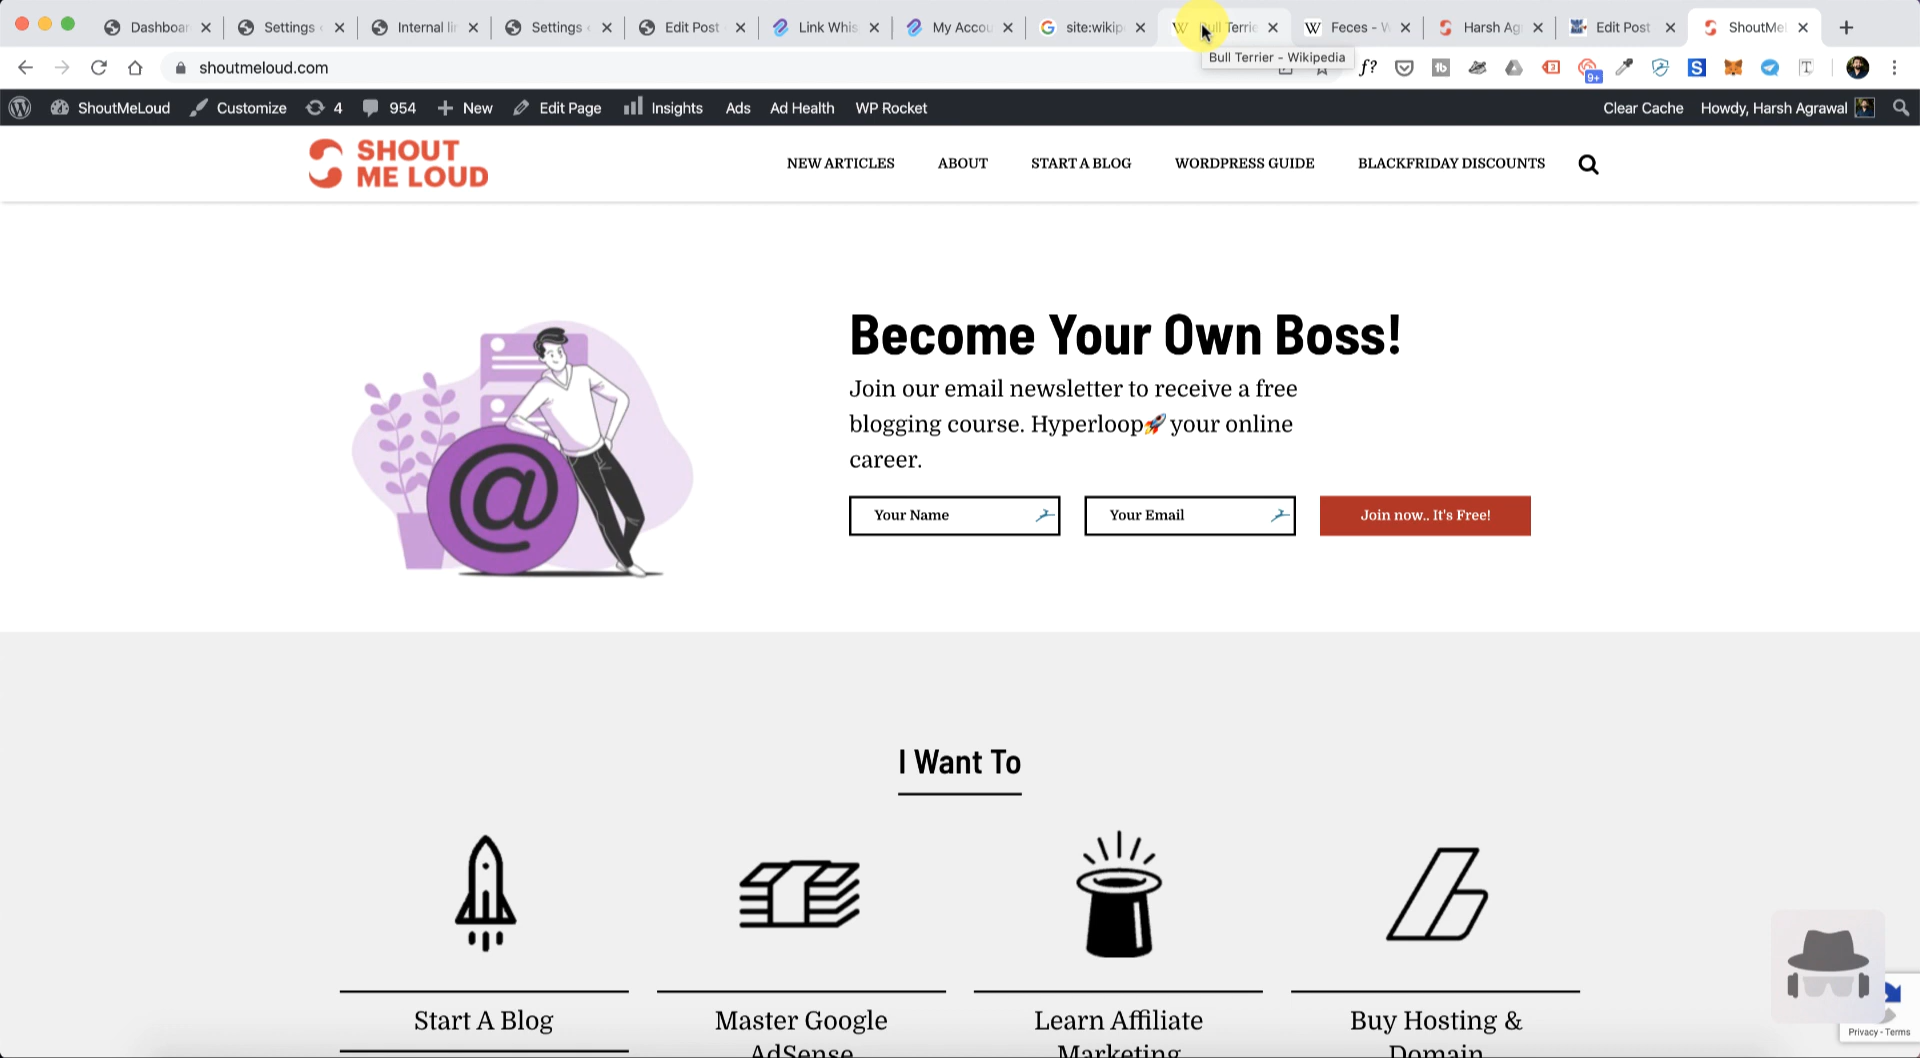 Dashboar
Settings
Internal lin
Settings
Edit Post
Link Whis
My Accou
site:wikip
Bull Terrie
Feces - W
Harsh Ag
Edit Post
ShoutMe
shoutmeloud.com
Bull Terrier - Wikipedia
f?
9+
ShoutMeLoud
Customize
4
954
New
Edit Page
Insights
Ads
Ad Health
WP Rocket
Clear Cache
Howdy, Harsh Agrawal
SHOUT
ME LOUD
NEW ARTICLES
ABOUT
START A BLOG
WORDPRESS GUIDE
BLACKFRIDAY DISCOUNTS
Become Your Own Boss!
Join our email newsletter to receive a free
blogging course. Hyperloop🚀 your online
career.
Your Name
Your Email
Join now.. It's Free!
@
I Want To
Start A Blog
Master Google
AdSense
Learn Affiliate
Marketing
Buy Hosting &
Domain
Privacy - Terms